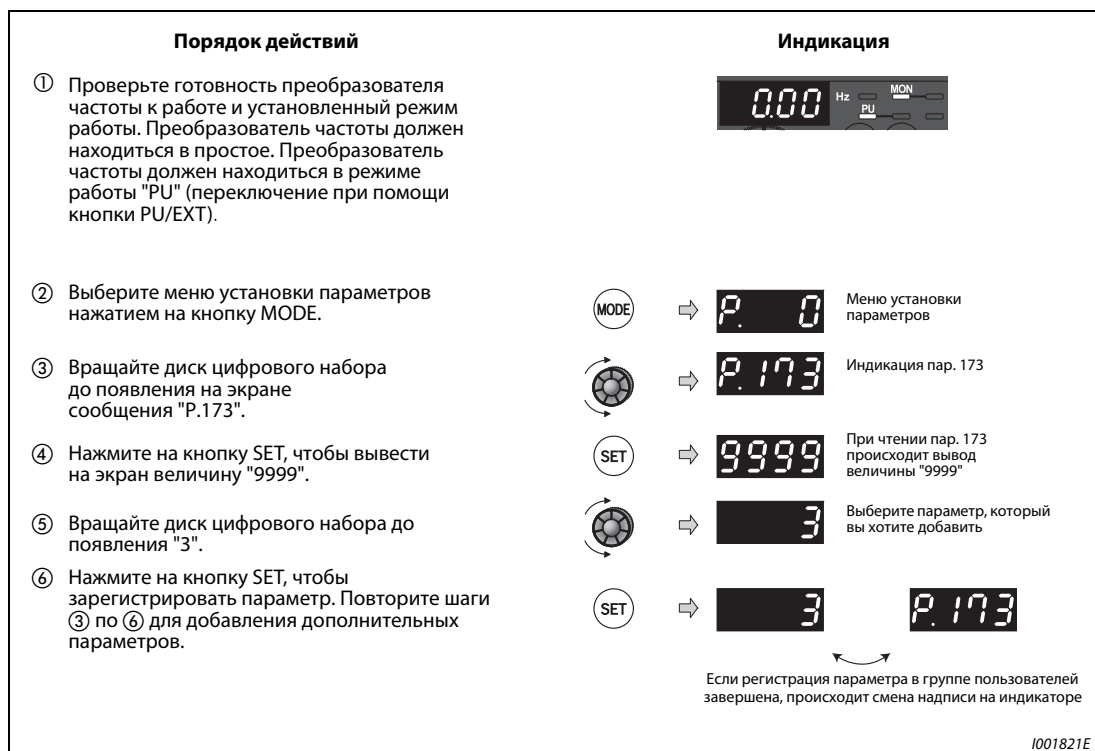 Порядок действий
Индикация
① Проверьте готовность преобразователя
частоты к работе и установленный режим
работы. Преобразователь частоты должен
находиться в простое. Преобразователь
частоты должен находиться в режиме
работы "PU" (переключение при помощи
кнопки PU/EXT).
0.00 Hz MON
PU
② Выберите меню установки параметров
нажатием на кнопку MODE.
MODE
P. 0
Меню установки
параметров
③ Вращайте диск цифрового набора
до появления на экране
сообщения "P.173".
P.173
Индикация пар. 173
④ Нажмите на кнопку SET, чтобы вывести
на экран величину "9999".
SET
9999
При чтении пар. 173
происходит вывод
величины "9999"
⑤ Вращайте диск цифрового набора до
появления "3".
3
Выберите параметр, который
вы хотите добавить
⑥ Нажмите на кнопку SET, чтобы
зарегистрировать параметр. Повторите шаги
③ по ⑥ для добавления дополнительных
параметров.
SET
3
P.173
Если регистрация параметра в группе пользователей
завершена, происходит смена надписи на индикаторе
I001821E